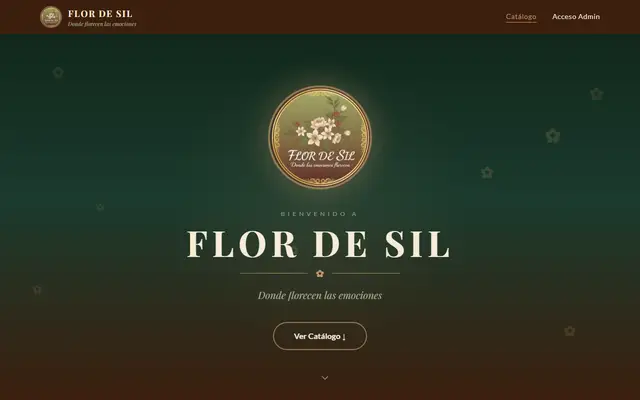 FLOR DE SIL
Donde florecen las emociones
Catálogo
Acceso Admin
FLOR DE SIL
Donde las emociones florecen
BIENVENIDO A
FLOR DE SIL
Donde florecen las emociones
Ver Catálogo ↓